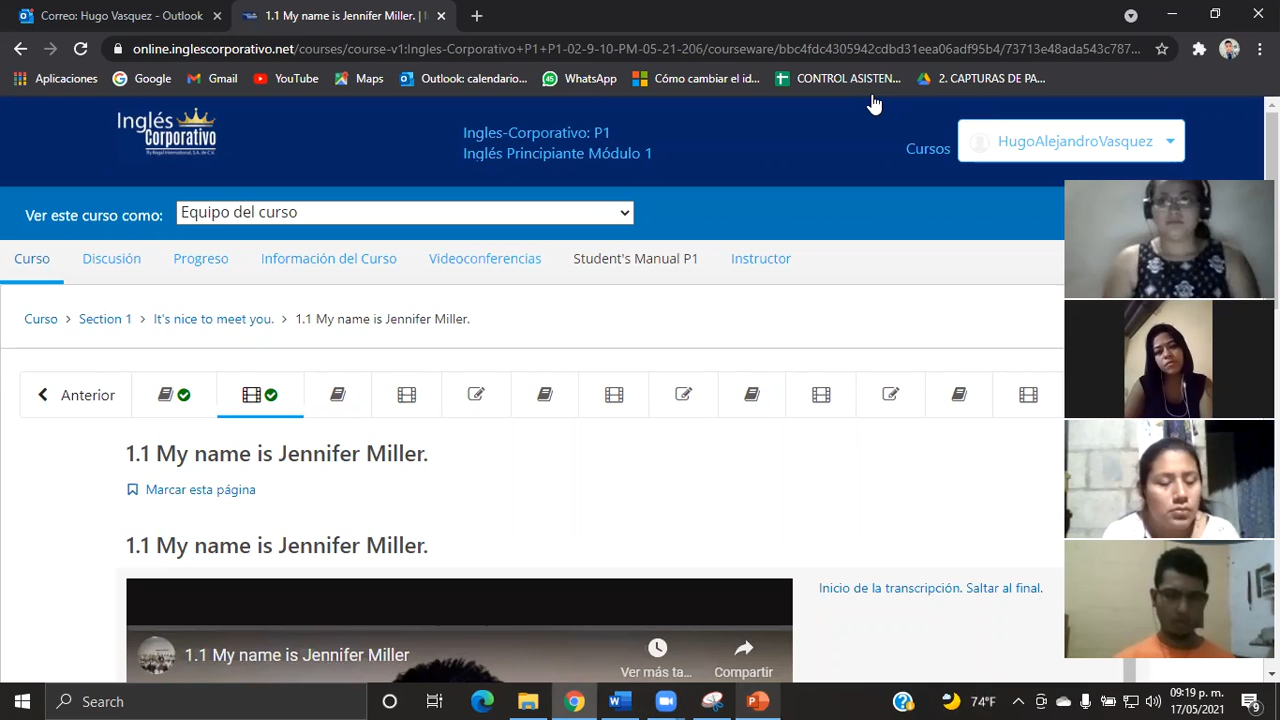 Correo: Hugo Vasquez - Outlook
1.1 My name is Jennifer Miller. |
online.inglescorporativo.net/courses/course-v1:Ingles-Corporativo+P1+P1-02-9-10-PM-05-21-206/courseware/bbc4fdc4305942cdbd31eea06adf95b4/73713e48ada543c787...
Aplicaciones
Google
Gmail
YouTube
Maps
Outlook: calendario...
WhatsApp
Cómo cambiar el id...
CONTROL ASISTEN...
2. CAPTURAS DE PA...
Inglés
Corporativo
Ingles-Corporativo: P1
Inglés Principiante Módulo 1
Cursos
HugoAlejandroVasquez
Ver este curso como:
Equipo del curso
Curso
Discusión
Progreso
Información del Curso
Videoconferencias
Student's Manual P1
Instructor
Curso > Section 1 > It's nice to meet you. > 1.1 My name is Jennifer Miller.
Anterior
1.1 My name is Jennifer Miller.
Marcar esta página
1.1 My name is Jennifer Miller.
Inicio de la transcripción. Saltar al final.
1.1 My name is Jennifer Miller
Ver más ta...
Compartir
Search
74°F
09:19 p. m.
17/05/2021
9